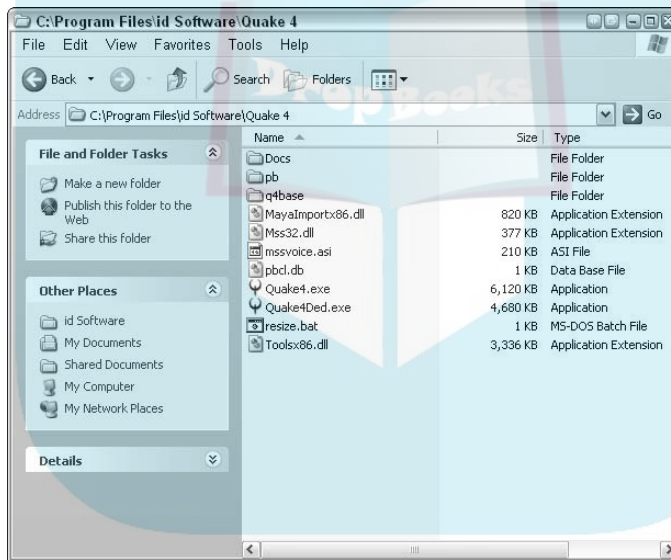 C:\Program Files\id Software\Quake 4
File Edit View Favorites Tools Help
Back Search Folders
Address C:\Program Files\id Software\Quake 4 Go
File and Folder Tasks
Make a new folder
Publish this folder to the
Web
Share this folder
Other Places
id Software
My Documents
Shared Documents
My Computer
My Network Places
Details
Name Size Type
Docs File Folder
pb File Folder
q4base File Folder
MayaImportx86.dll 820 KB Application Extension
Mss32.dll 377 KB Application Extension
mssvoice.asi 210 KB ASI File
pbcl.db 1 KB Data Base File
Quake4.exe 6,120 KB Application
Quake4Ded.exe 4,680 KB Application
resize.bat 1 KB MS-DOS Batch File
Toolsx86.dll 3,336 KB Application Extension
DropBooks